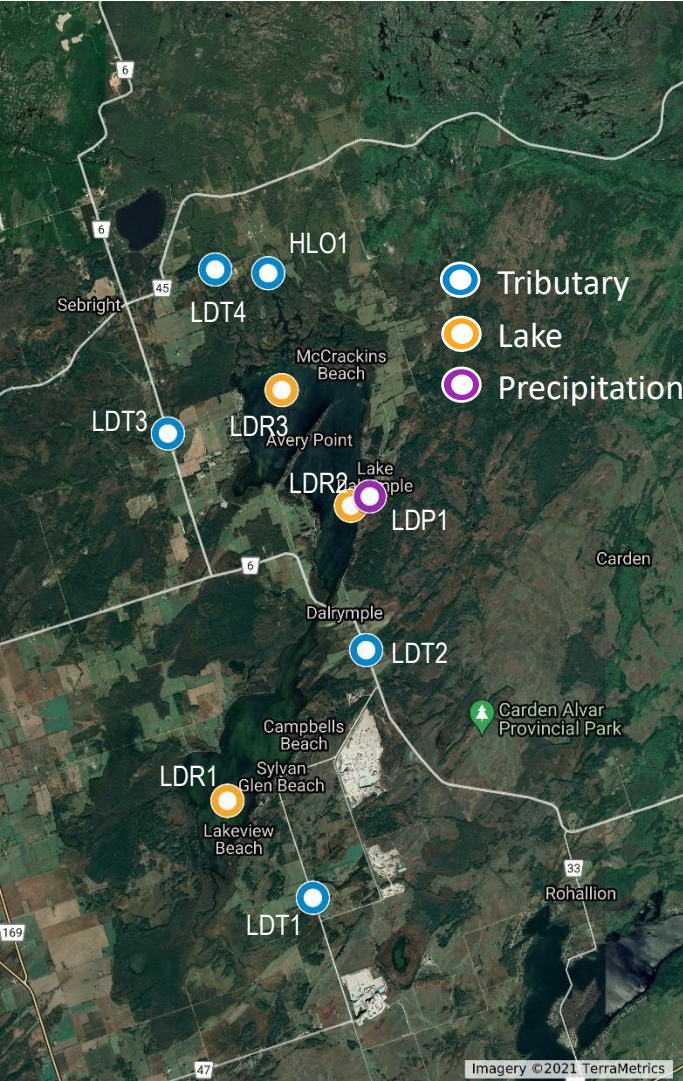 6
6
HLO1
Tributary
45
Sebright
LDT4
Lake
McCrackins
Beach
Precipitation
LDT3
LDR3
Avery Point
Lake
LDR2
LDP1
Carden
6
Dalrymple
LDT2
Carden Alvar
Provincial Park
Campbells
Beach
Sylvan
Glen Beach
LDR1
Lakeview
Beach
33
Rohallion
LDT1
169
47
Imagery ©2021 TerraMetrics